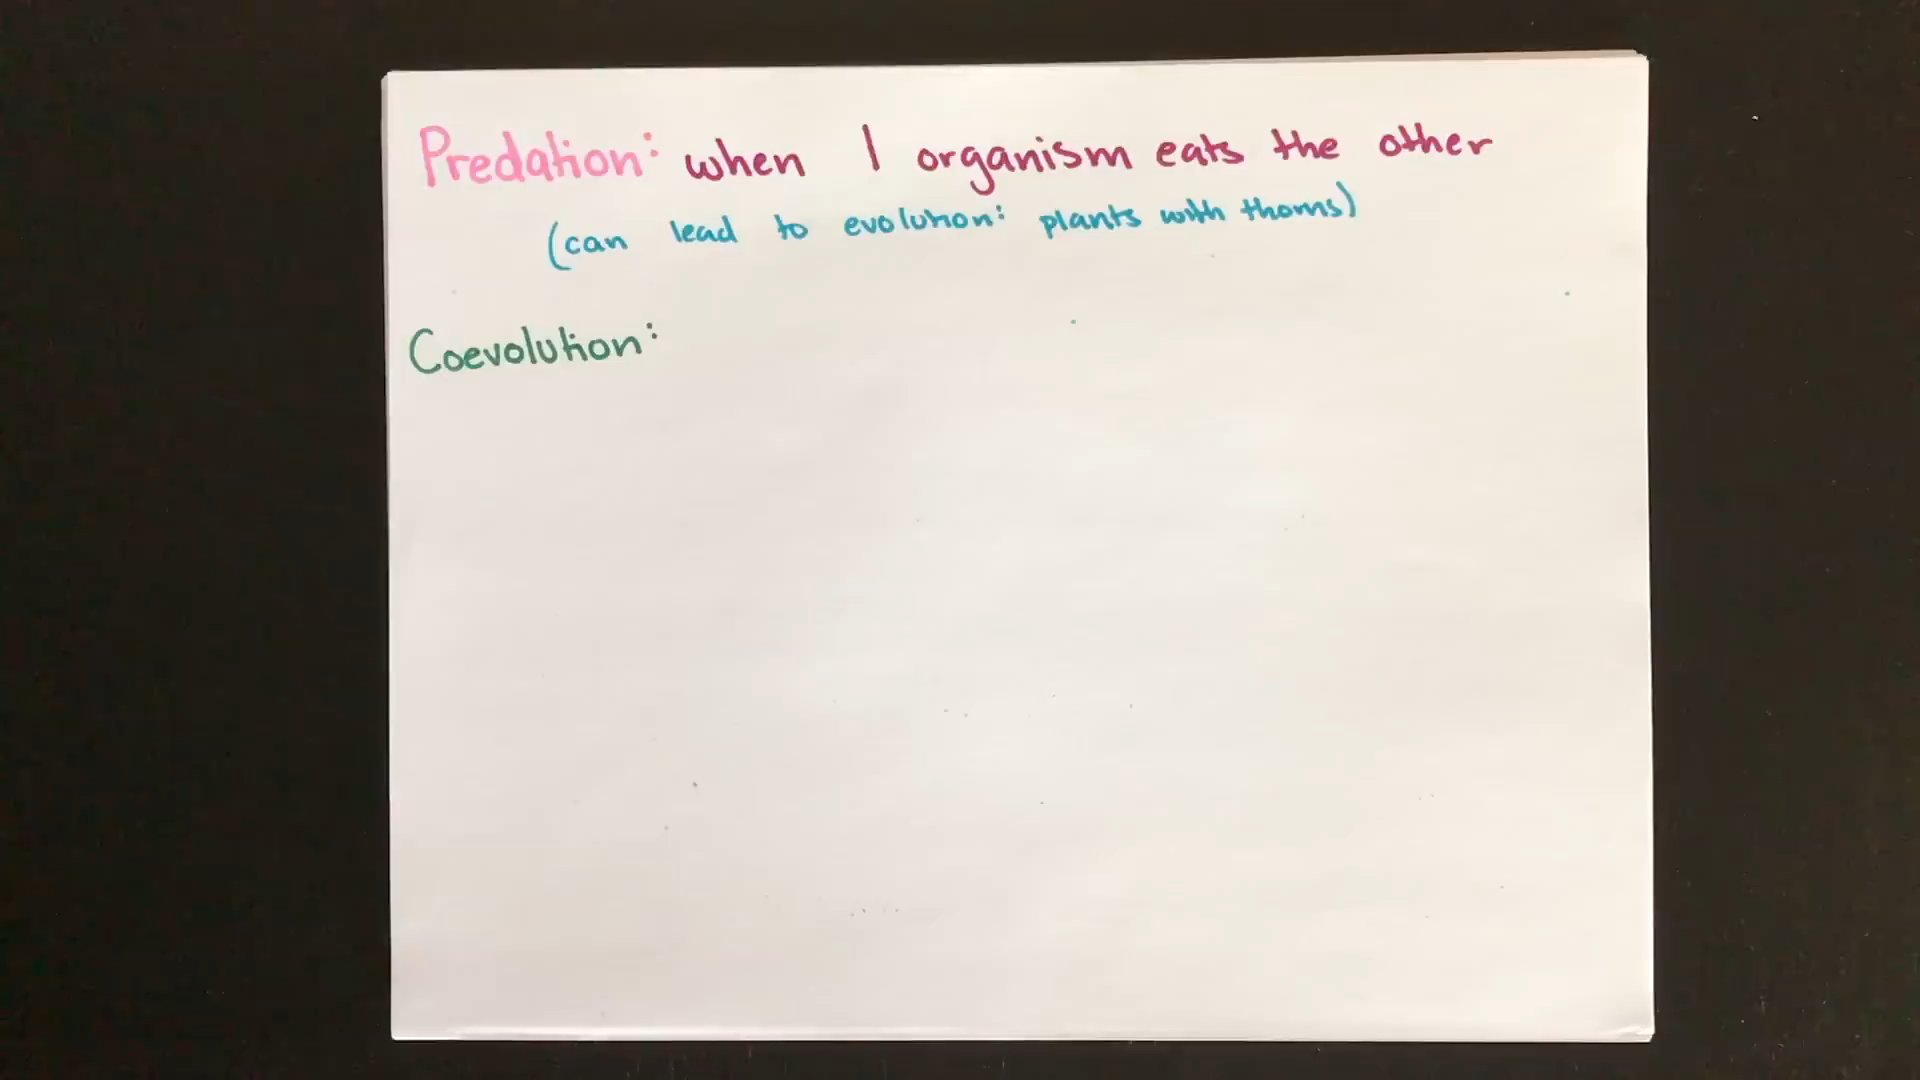 Predation: when 1 organism eats the other
(can lead to evolution: plants with thorns)
Coevolution: